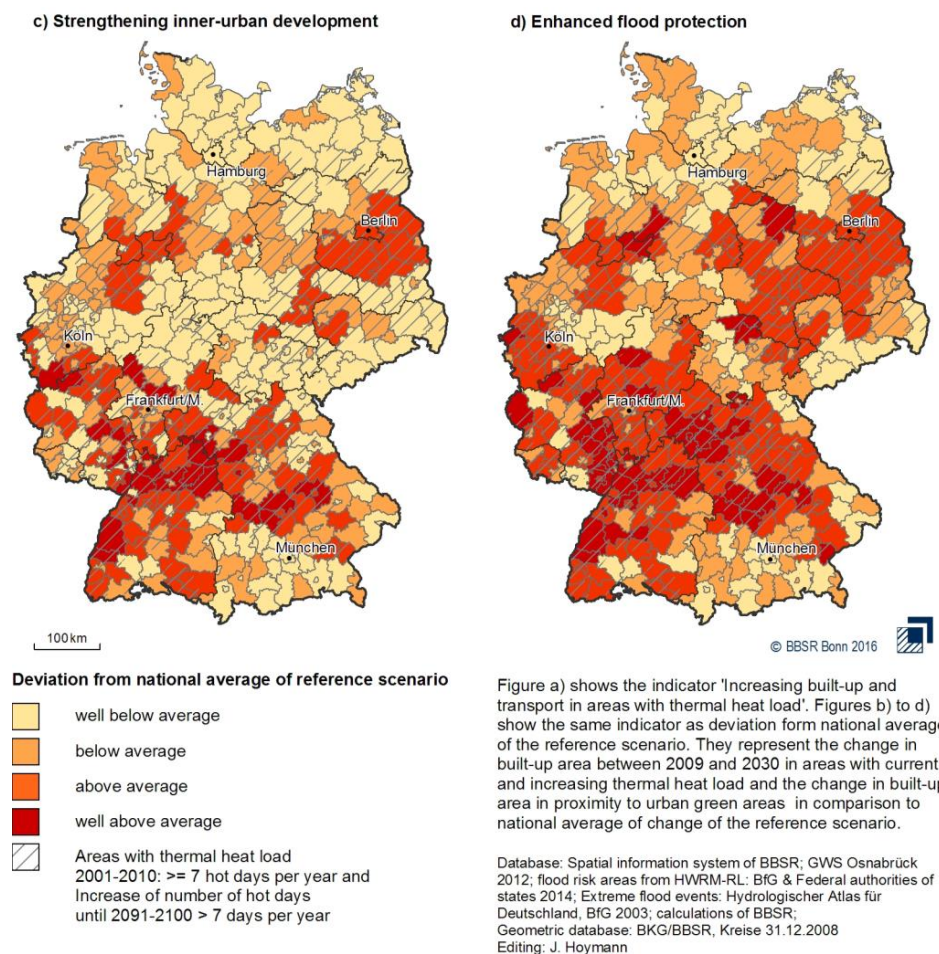 c) Strengthening inner-urban development
d) Enhanced flood protection
Hamburg
Berlin
Köln
Frankfurt/M.
München
Hamburg
Berlin
Köln
Frankfurt/M.
München
100 km
© BBSR Bonn 2016
Deviation from national average of reference scenario
well below average
below average
above average
well above average
Areas with thermal heat load
2001-2010: >= 7 hot days per year and
Increase of number of hot days
until 2091-2100 > 7 days per year
Figure a) shows the indicator 'Increasing built-up and
transport in areas with thermal heat load'. Figures b) to d)
show the same indicator as deviation form national average
of the reference scenario. They represent the change in
built-up area between 2009 and 2030 in areas with current
and increasing thermal heat load and the change in built-up
area in proximity to urban green areas in comparison to
national average of change of the reference scenario.
Database: Spatial information system of BBSR; GWS Osnabrück
2012; flood risk areas from HWRM-RL: BfG & Federal authorities of
states 2014; Extreme flood events: Hydrologischer Atlas für
Deutschland, BfG 2003; calculations of BBSR;
Geometric database: BKG/BBSR, Kreise 31.12.2008
Editing: J. Hoymann